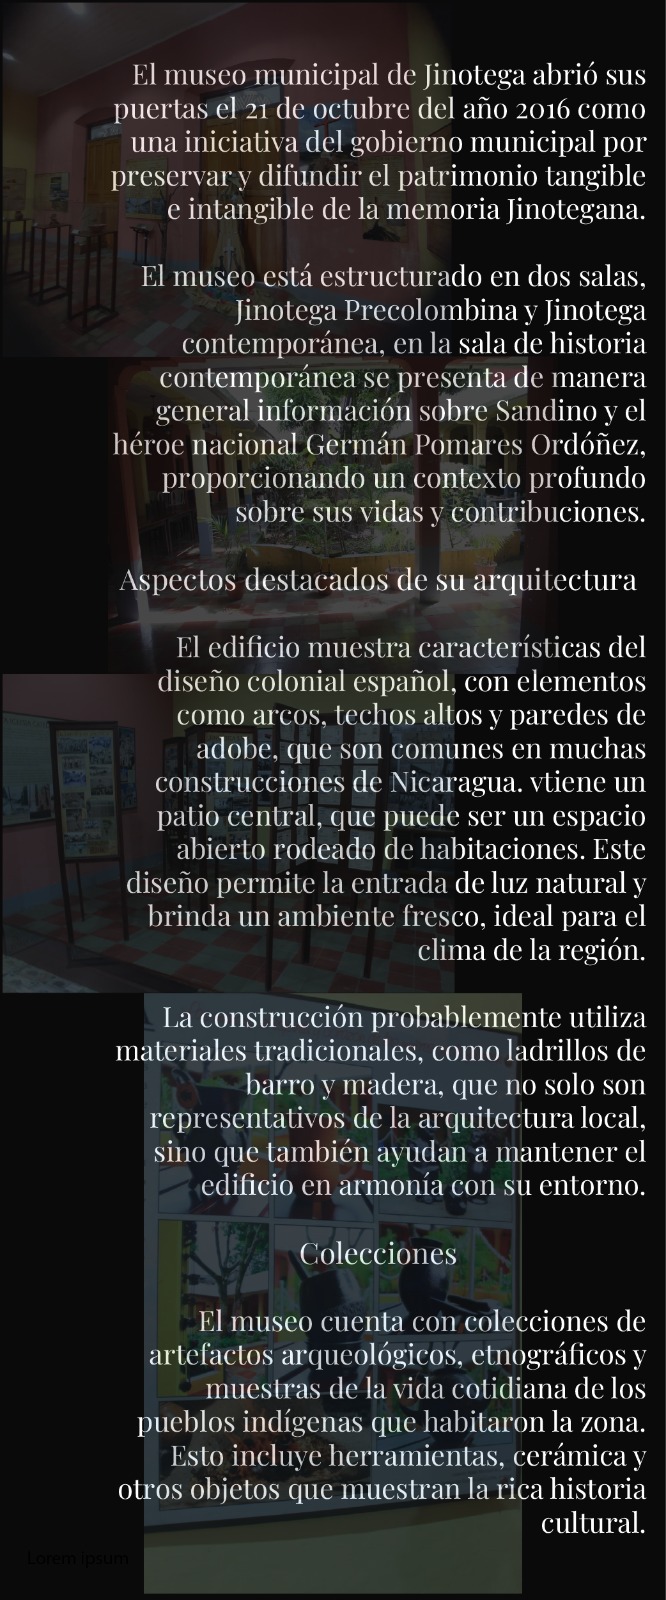 El museo municipal de Jinotega abrió sus
puertas el 21 de octubre del año 2016 como
una iniciativa del gobierno municipal por
preservar y difundir el patrimonio tangible
e intangible de la memoria Jinotegana.
El museo está estructurado en dos salas,
Jinotega Precolombina y Jinotega
contemporánea, en la sala de historia
contemporánea se presenta de manera
general información sobre Sandino y el
héroe nacional Germán Pomares Ordóñez,
proporcionando un contexto profundo
sobre sus vidas y contribuciones.
Aspectos destacados de su arquitectura
El edificio muestra características del
diseño colonial español, con elementos
como arcos, techos altos y paredes de
adobe, que son comunes en muchas
construcciones de Nicaragua. vtiene un
patio central, que puede ser un espacio
abierto rodeado de habitaciones. Este
diseño permite la entrada de luz natural y
brinda un ambiente fresco, ideal para el
clima de la región.
La construcción probablemente utiliza
materiales tradicionales, como ladrillos de
barro y madera, que no solo son
representativos de la arquitectura local,
sino que también ayudan a mantener el
edificio en armonía con su entorno.
Colecciones
El museo cuenta con colecciones de
artefactos arqueológicos, etnográficos y
muestras de la vida cotidiana de los
pueblos indígenas que habitaron la zona.
Esto incluye herramientas, cerámica y
otros objetos que muestran la rica historia
cultural.
Lorem ipsum